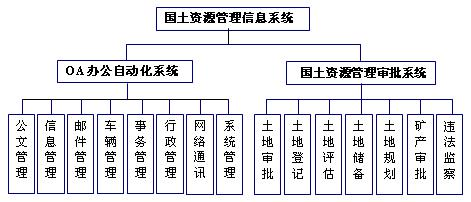 国土资源管理信息系统
OA办公自动化系统
国土资源管理审批系统
公文管理
信息管理
邮件管理
车辆管理
事务管理
行政管理
网络通讯
系统管理
土地审批
土地登记
土地评估
土地储备
土地规划
矿产审批
违法监察